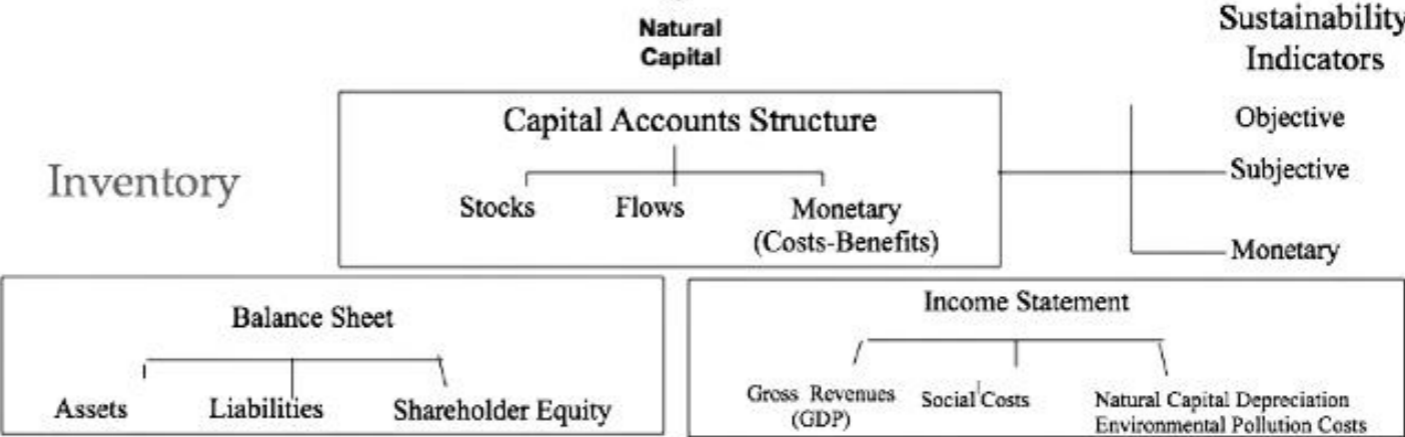 Natural
Capital
Sustainability
Indicators
Capital Accounts Structure
Objective
Inventory
Subjective
Stocks
Flows
Monetary
(Costs-Benefits)
Monetary
Balance Sheet
Assets
Liabilities
Shareholder Equity
Income Statement
Gross Revenues
(GDP)
Social Costs
Natural Capital Depreciation
Environmental Pollution Costs